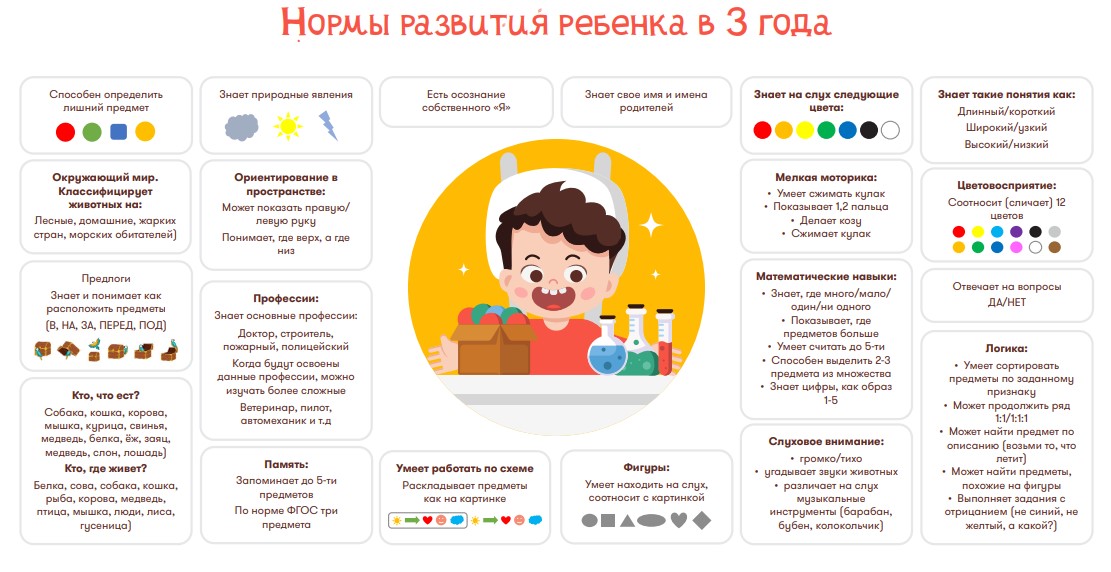 Нормы развития ребенка в 3 года
Способен определить
лишний предмет
Окружающий мир.
Классифицирует
животных на:
Лесные, домашние, жарких
стран, морских обитателей)
Предлоги
Знает и понимает как
расположить предметы
(В, НА, ЗА, ПЕРЕД, ПОД)
Кто, что ест?
Собака, кошка, корова,
мышка, курица, свинья,
медведь, белка, ёж, заяц,
медведь, слон, лошадь)
Кто, где живет?
Белка, сова, собака, кошка,
рыба, корова, медведь,
птица, мышка, люди, лиса,
гусеница)
Знает природные явления
Ориентирование в
пространстве:
Может показать правую/
левую руку
Понимает, где верх, а где
низ
Профессии:
Знает основные профессии:
Доктор, строитель,
пожарный, полицейский
Когда будут освоены
данные профессии, можно
изучать более сложные
Ветеринар, пилот,
автомеханик и т.д
Память:
Запоминает до 5-ти
предметов
По норме ФГОС три
предмета
Есть осознание
собственного «Я»
Знает свое имя и имена
родителей
Умеет работать по схеме
Раскладывает предметы
как на картинке
Фигуры:
Умеет находить на слух,
соотносит с картинкой
Знает на слух следующие
цвета:
Мелкая моторика:
• Умеет сжимать кулак
• Показывает 1,2 пальца
• Делает козу
• Сжимает кулак
Математические навыки:
• Знает, где много/мало/
один/ни одного
• Показывает, где
предметов больше
• Умеет считать до 5-ти
• Способен выделить 2-3
предмета из множества
• Знает цифры, как образ
1-5
Слуховое внимание:
• громко/тихо
• угадывает звуки животных
• различает на слух
музыкальные
инструменты (барабан,
бубен, колокольчик)
Знает такие понятия как:
Длинный/короткий
Широкий/узкий
Высокий/низкий
Цветовосприятие:
Соотносит (сличает) 12
цветов
Отвечает на вопросы
ДА/НЕТ
Логика:
• Умеет сортировать
предметы по заданному
признаку
• Может продолжить ряд
1:1/1:1:1
• Может найти предмет по
описанию (возьми то, что
летит)
• Может найти предметы,
похожие на фигуры
• Выполняет задания с
отрицанием (не синий, не
желтый, а какой?)